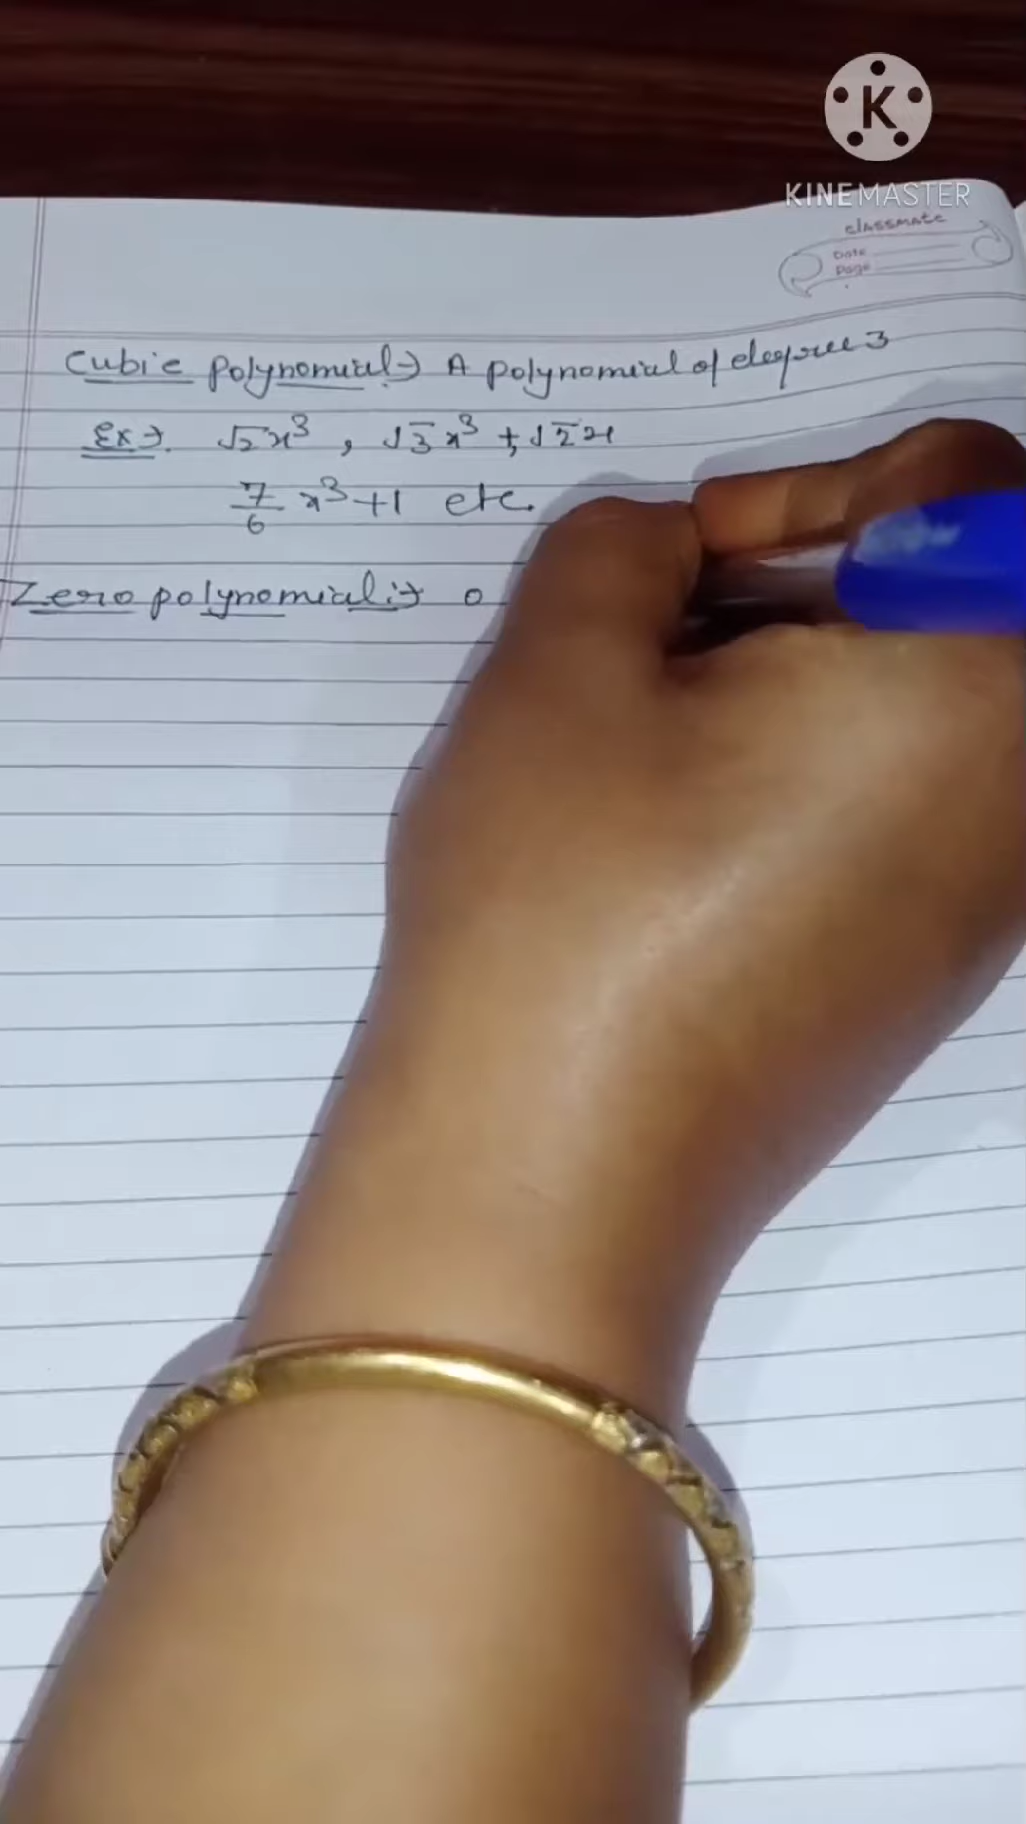 KINEMASTER
classmate
Date
Page
Cubic polynomial → A polynomial of degree 3
Ex →. √2x³ , √3x³ + √2x
7/6 x³+1 etc.
Zero polynomial :→ 0